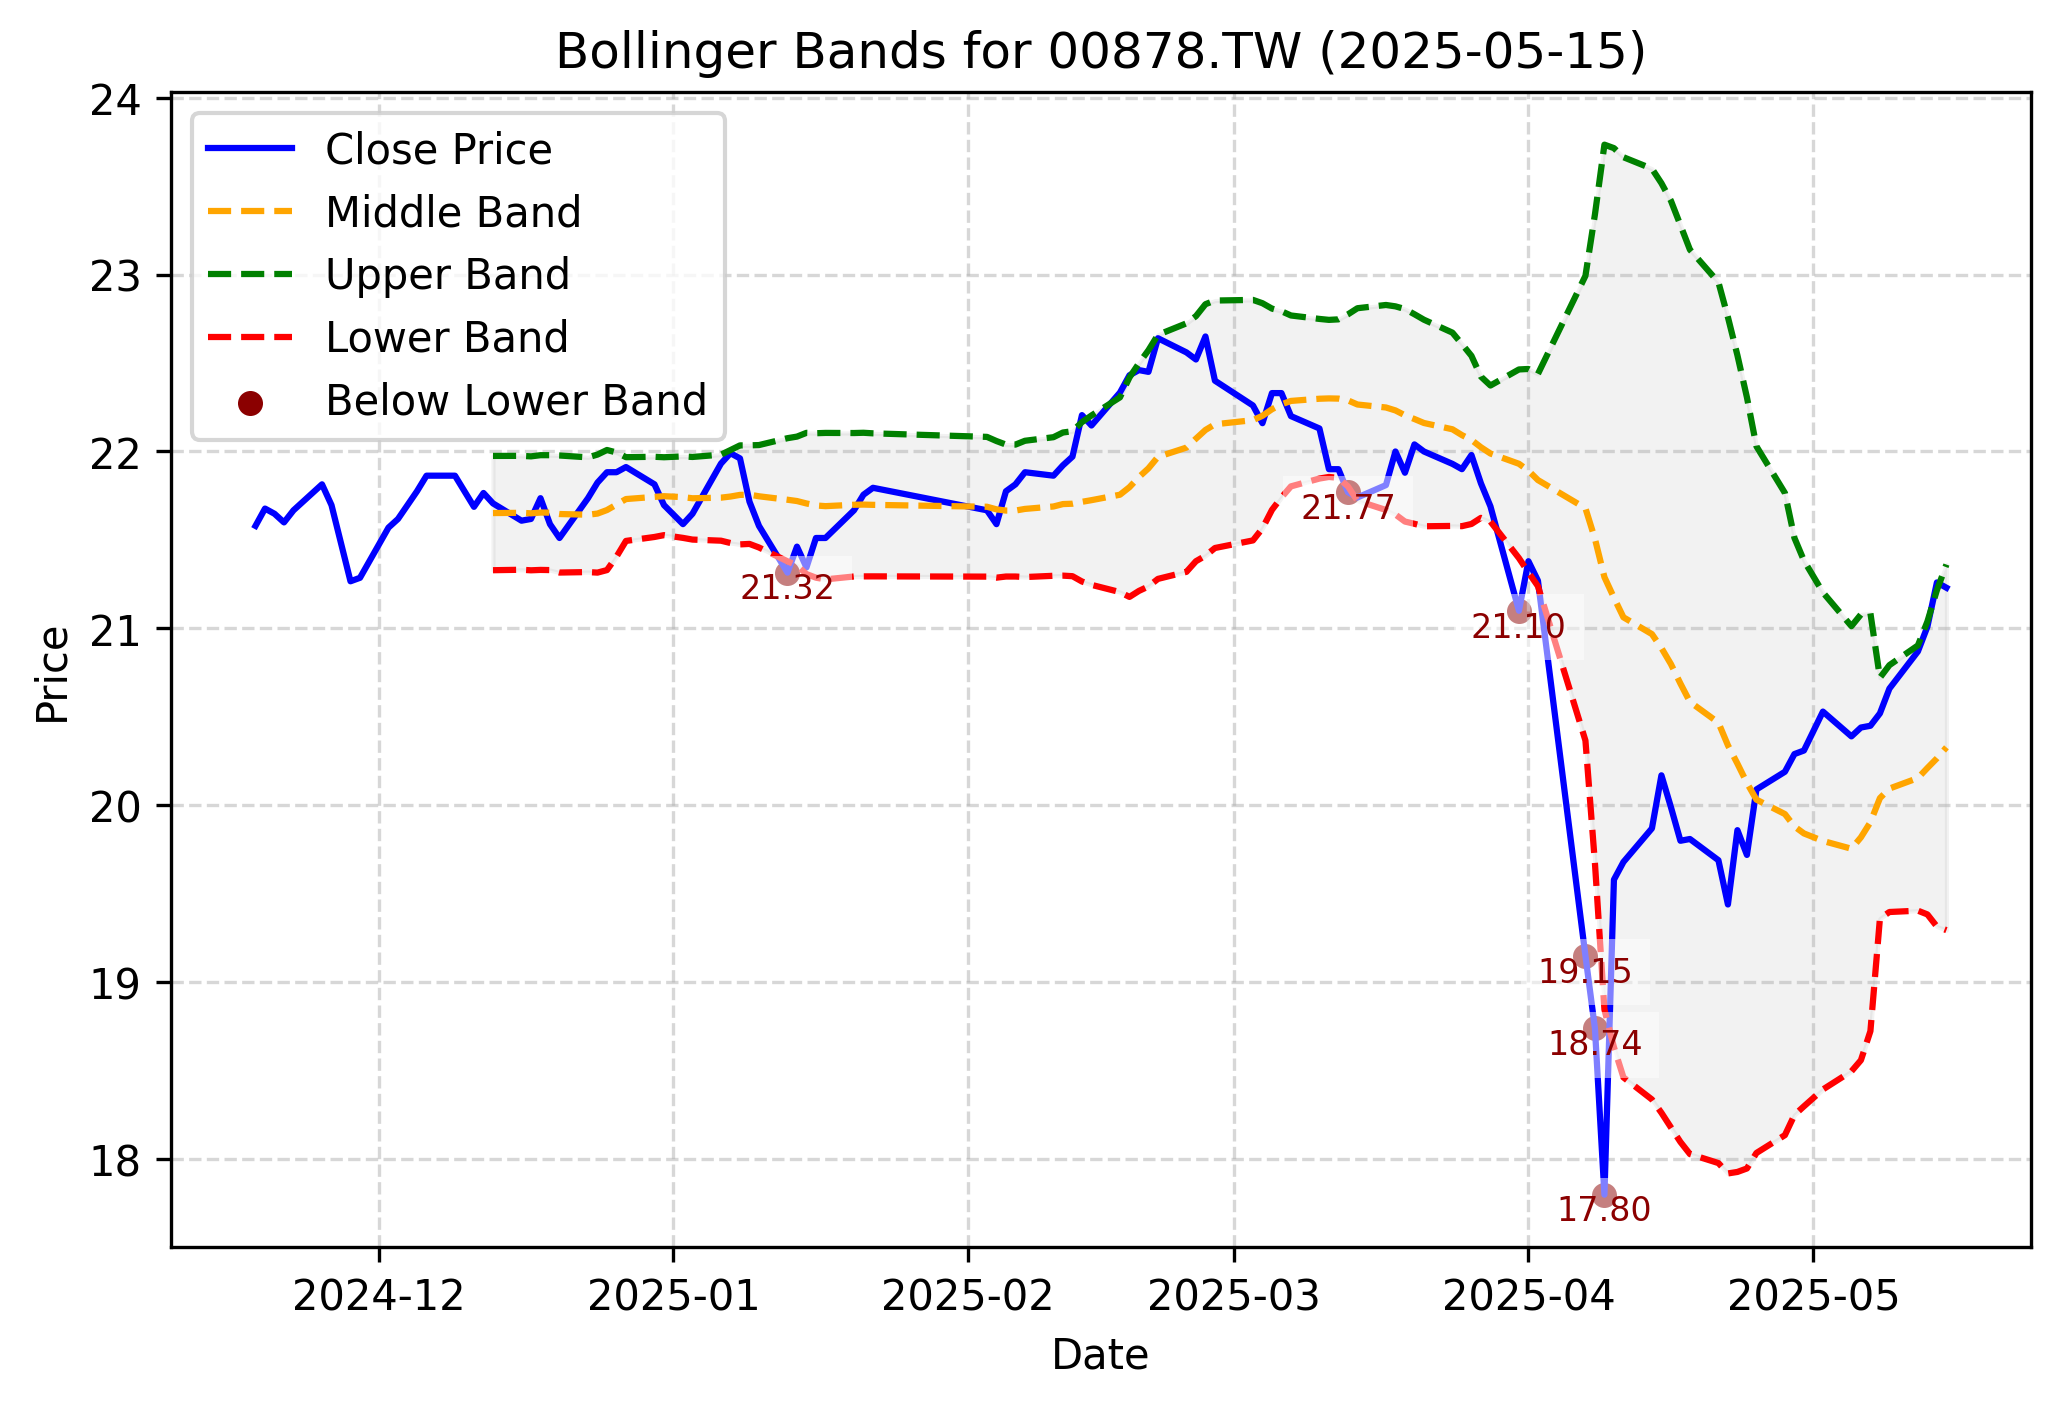 Bollinger Bands for 00878.TW (2025-05-15)
24
23
22
21
20
19
18
Price
Close Price
Middle Band
Upper Band
Lower Band
Below Lower Band
21.32
21.77
21.10
19.15
18.74
17.80
2024-12
2025-01
2025-02
2025-03
2025-04
2025-05
Date